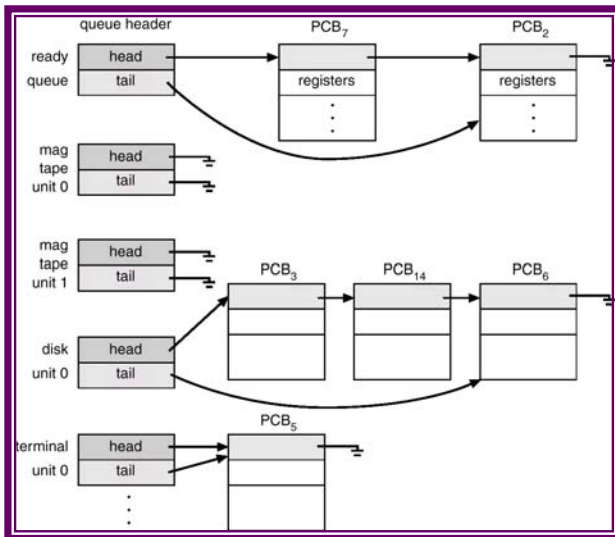 queue header PCB7 PCB2
ready head
queue tail registers registers
mag head
tape tail
unit 0
mag head
tape tail
unit 1
PCB3 PCB14 PCB6
disk head
unit 0 tail
PCB5
terminal head
unit 0 tail